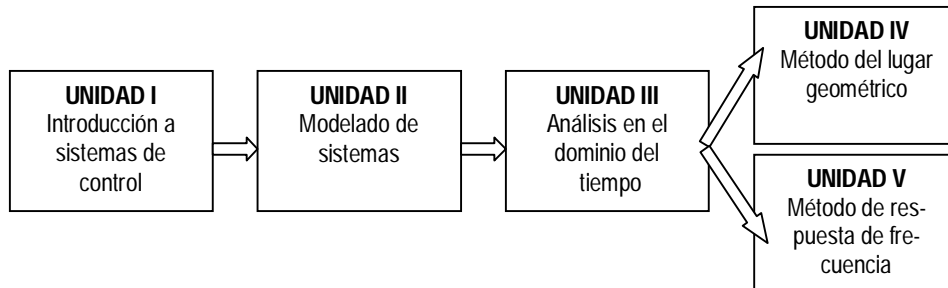 UNIDAD I
Introducción a
sistemas de
control
UNIDAD II
Modelado de
sistemas
UNIDAD III
Análisis en el
dominio del
tiempo
UNIDAD IV
Método del lugar
geométrico
UNIDAD V
Método de res-
puesta de fre-
cuencia